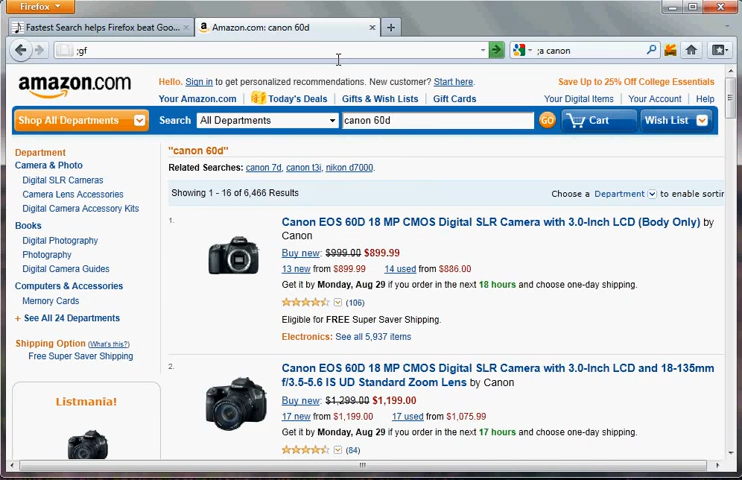 Firefox
Fastest Search helps Firefox beat Goo...
Amazon.com: canon 60d
;gf
;a canon
amazon.com
Hello. Sign in to get personalized recommendations. New customer? Start here.
Save Up to 25% Off College Essentials
Your Amazon.com
Today's Deals
Gifts & Wish Lists
Gift Cards
Your Digital Items
Your Account
Help
Shop All Departments
Search
All Departments
canon 60d
GO
Cart
Wish List
Department
Camera & Photo
Digital SLR Cameras
Camera Lens Accessories
Digital Camera Accessory Kits
Books
Digital Photography
Photography
Digital Camera Guides
Computers & Accessories
Memory Cards
+ See All 24 Departments
Shipping Option (What's this?)
Free Super Saver Shipping
Listmania!
"canon 60d"
Related Searches: canon 7d, canon t3i, nikon d7000.
Showing 1 - 16 of 6,466 Results
Choose a Department to enable sortir
1.
Canon EOS 60D 18 MP CMOS Digital SLR Camera with 3.0-Inch LCD (Body Only) by
Canon
Buy new: $999.00 $899.99
13 new from $899.99
14 used from $886.00
Get it by Monday, Aug 29 if you order in the next 18 hours and choose one-day shipping.
(106)
Eligible for FREE Super Saver Shipping.
Electronics: See all 5,937 items
2.
Canon EOS 60D 18 MP CMOS Digital SLR Camera with 3.0-Inch LCD and 18-135mm
f/3.5-5.6 IS UD Standard Zoom Lens by Canon
Buy new: $1,299.00 $1,199.00
17 new from $1,199.00
17 used from $1,075.99
Get it by Monday, Aug 29 if you order in the next 17 hours and choose one-day shipping.
(84)